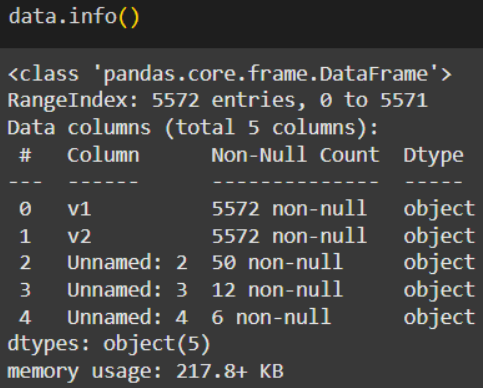 data.info()
<class 'pandas.core.frame.DataFrame'>
RangeIndex: 5572 entries, 0 to 5571
Data columns (total 5 columns):
 #   Column      Non-Null Count  Dtype
---  ------      --------------  -----
 0   v1          5572 non-null   object
 1   v2          5572 non-null   object
 2   Unnamed: 2  50 non-null     object
 3   Unnamed: 3  12 non-null     object
 4   Unnamed: 4  6 non-null      object
dtypes: object(5)
memory usage: 217.8+ KB